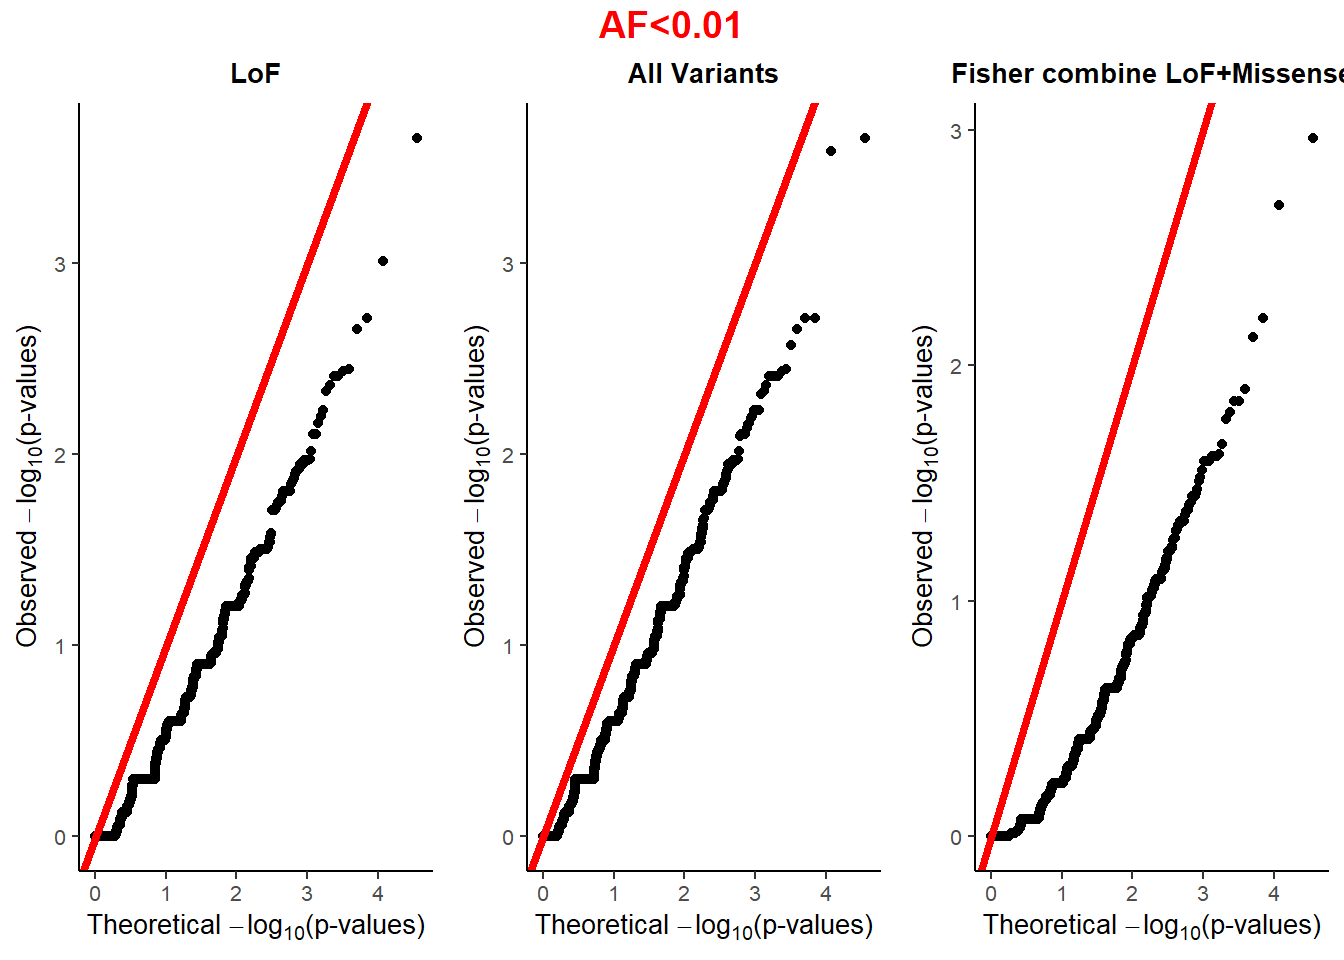 AF<0.01
LoF
All Variants
Fisher combine LoF+Missense
Observed −log10(p-values)
3
2
1
0
0 1 2 3 4
Theoretical −log10(p-values)
Observed −log10(p-values)
3
2
1
0
0 1 2 3 4
Theoretical −log10(p-values)
Observed −log10(p-values)
3
2
1
0
0 1 2 3 4
Theoretical −log10(p-values)